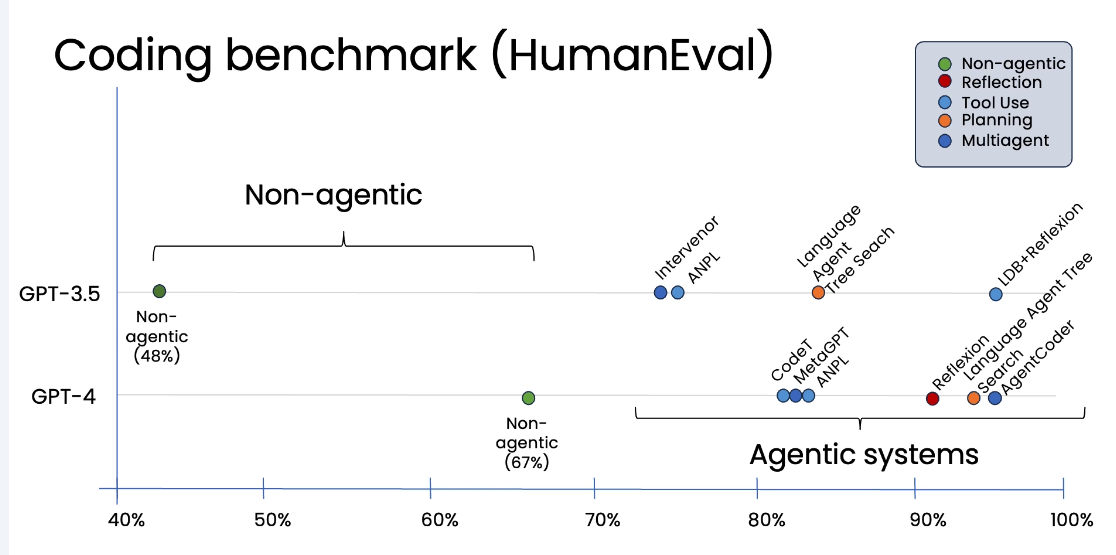 Coding benchmark (HumanEval)
Non-agentic
Reflection
Tool Use
Planning
Multiagent
Non-agentic
GPT-3.5
Non-
agentic
(48%)
Intervenor
ANPL
Language
Agent
Tree Seach
LDB+Reflexion
GPT-4
Non-
agentic
(67%)
CodeT
MetaGPT
ANPL
Reflexion
Language Agent Tree
Search
AgentCoder
Agentic systems
40%
50%
60%
70%
80%
90%
100%